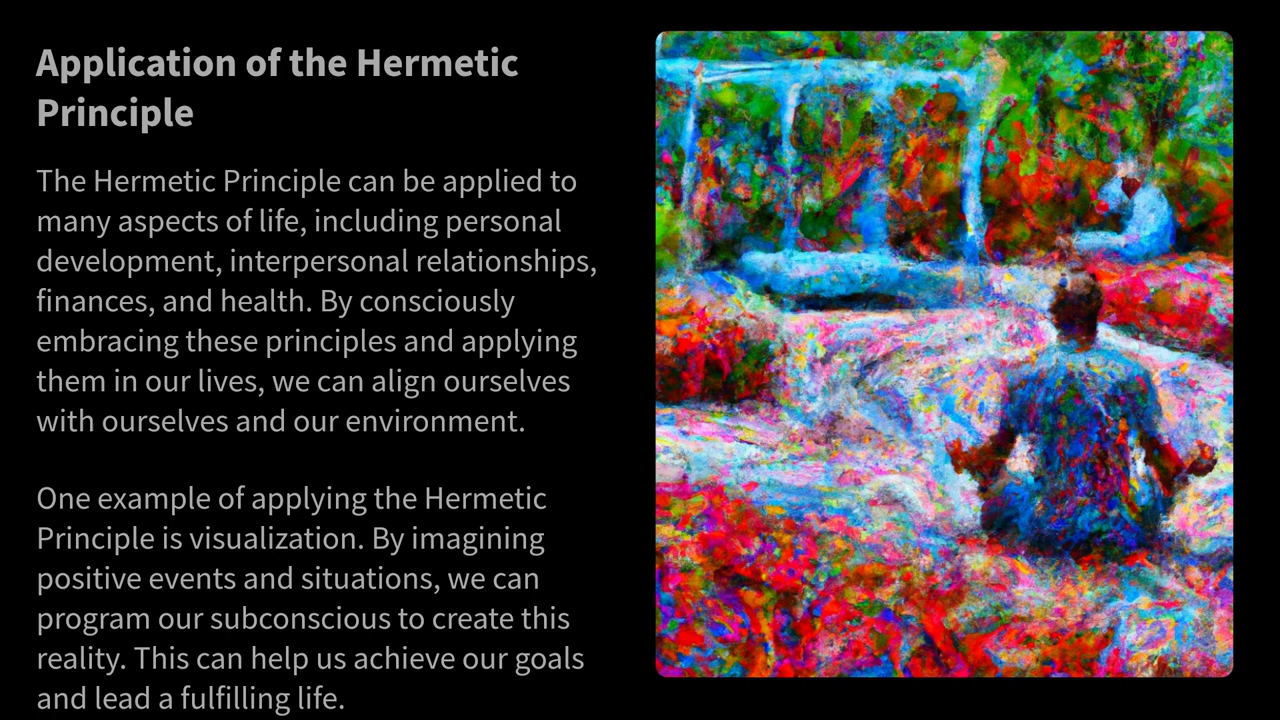 Application of the Hermetic
Principle
The Hermetic Principle can be applied to
many aspects of life, including personal
development, interpersonal relationships,
finances, and health. By consciously
embracing these principles and applying
them in our lives, we can align ourselves
with ourselves and our environment.
One example of applying the Hermetic
Principle is visualization. By imagining
positive events and situations, we can
program our subconscious to create this
reality. This can help us achieve our goals
and lead a fulfilling life.